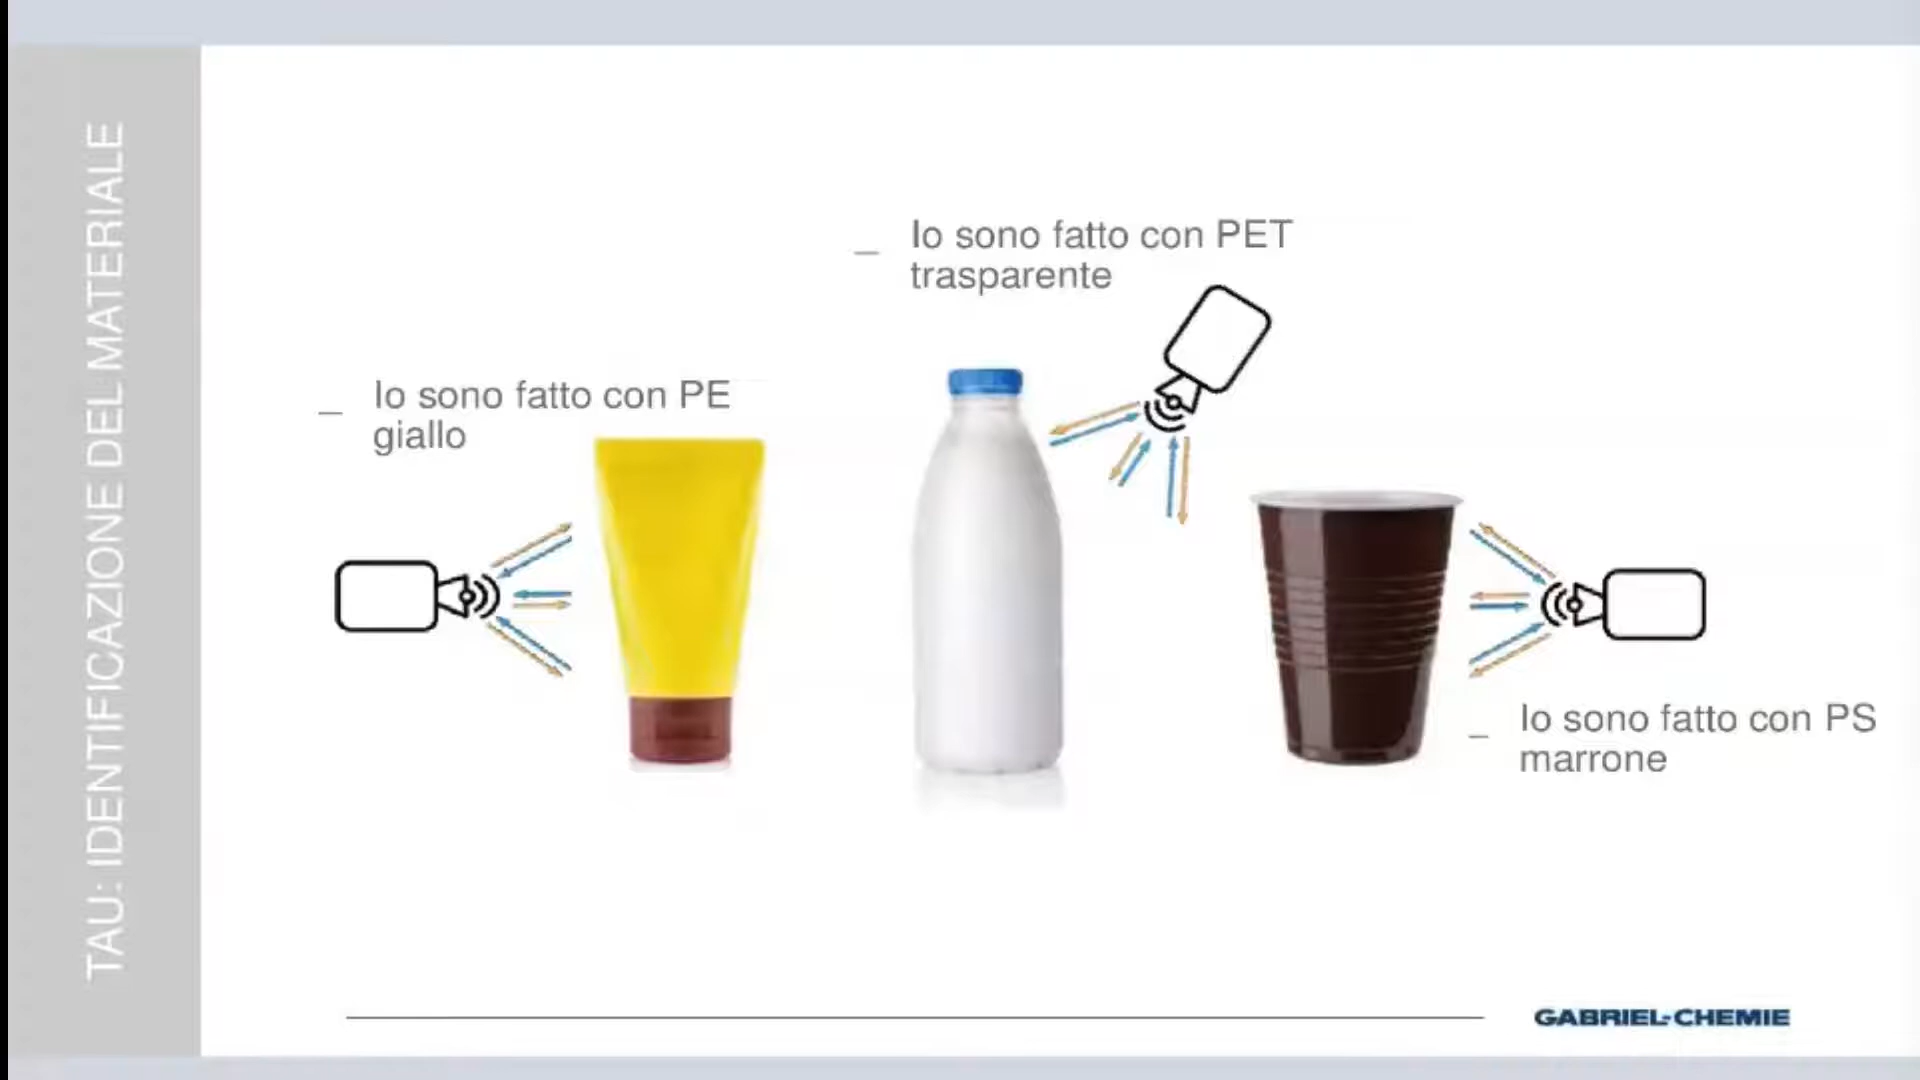 TAU: IDENTIFICAZIONE DEL MATERIALE
_ Io sono fatto con PET
trasparente
_ Io sono fatto con PE
giallo
_ Io sono fatto con PS
marrone
GABRIEL-CHEMIE